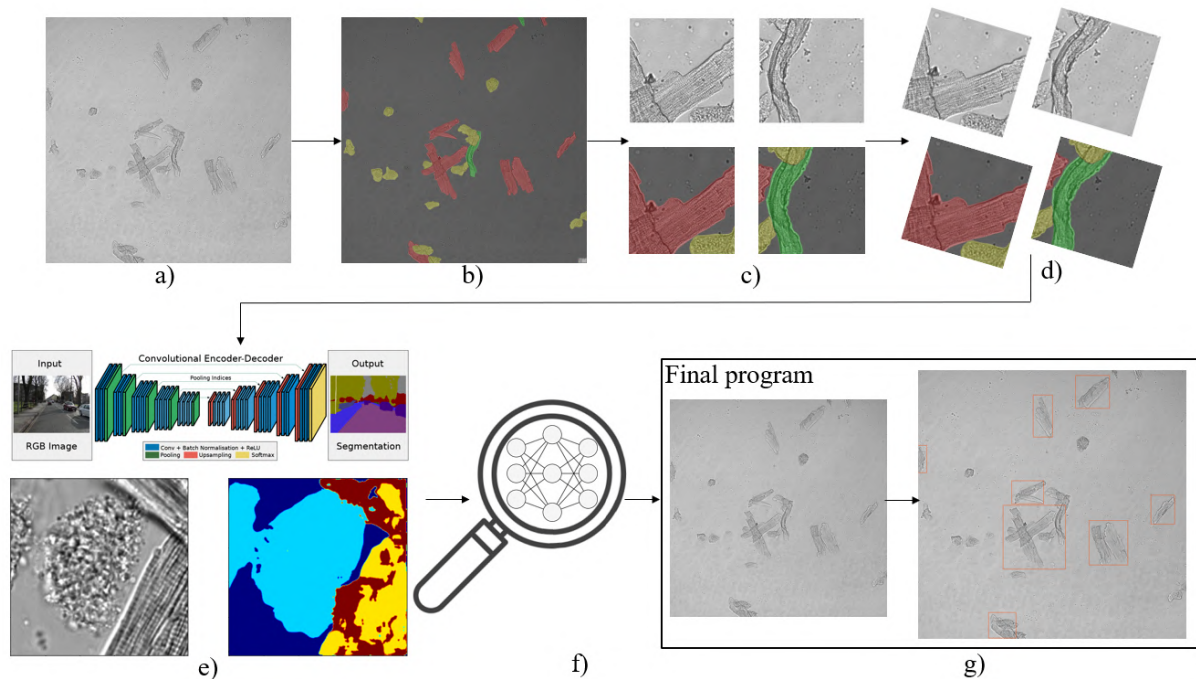 a)
b)
c)
d)
Input
Convolutional Encoder-Decoder
Output
Pooling Indices
RGB Image
Conv + Batch Normalisation + ReLU
Pooling
Upsampling
Softmax
Segmentation
e)
f)
Final program
g)